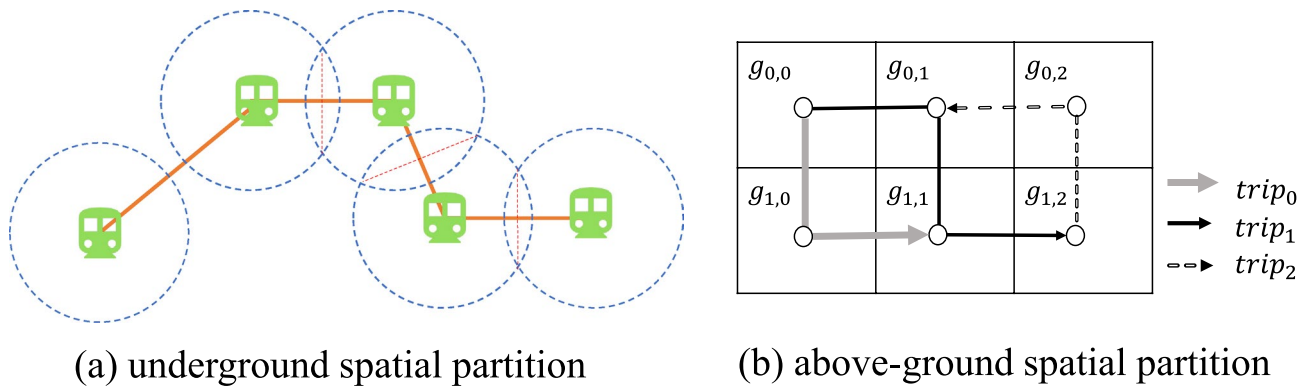 g0,0 g0,1 g0,2
g1,0 g1,1 g1,2
trip0
trip1
trip2
(a) underground spatial partition
(b) above-ground spatial partition